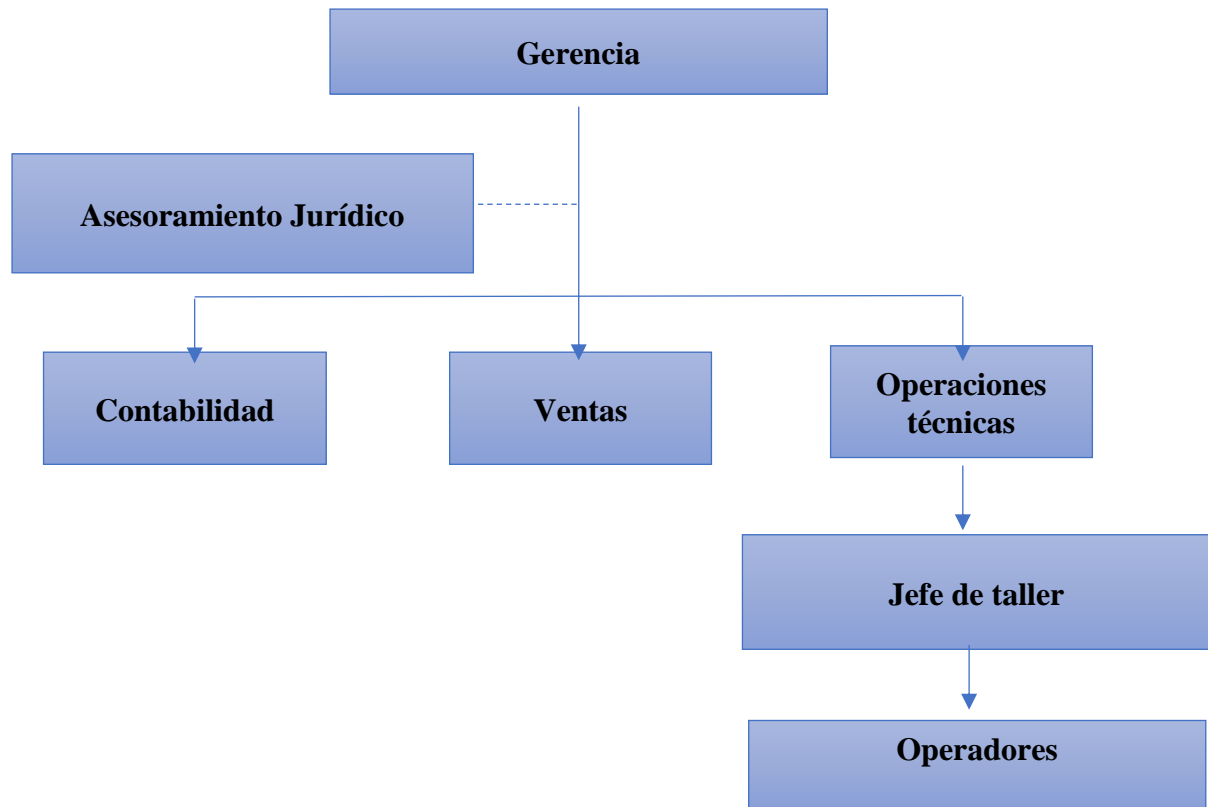 Gerencia
Asesoramiento Jurídico
Contabilidad
Ventas
Operaciones
técnicas
Jefe de taller
Operadores